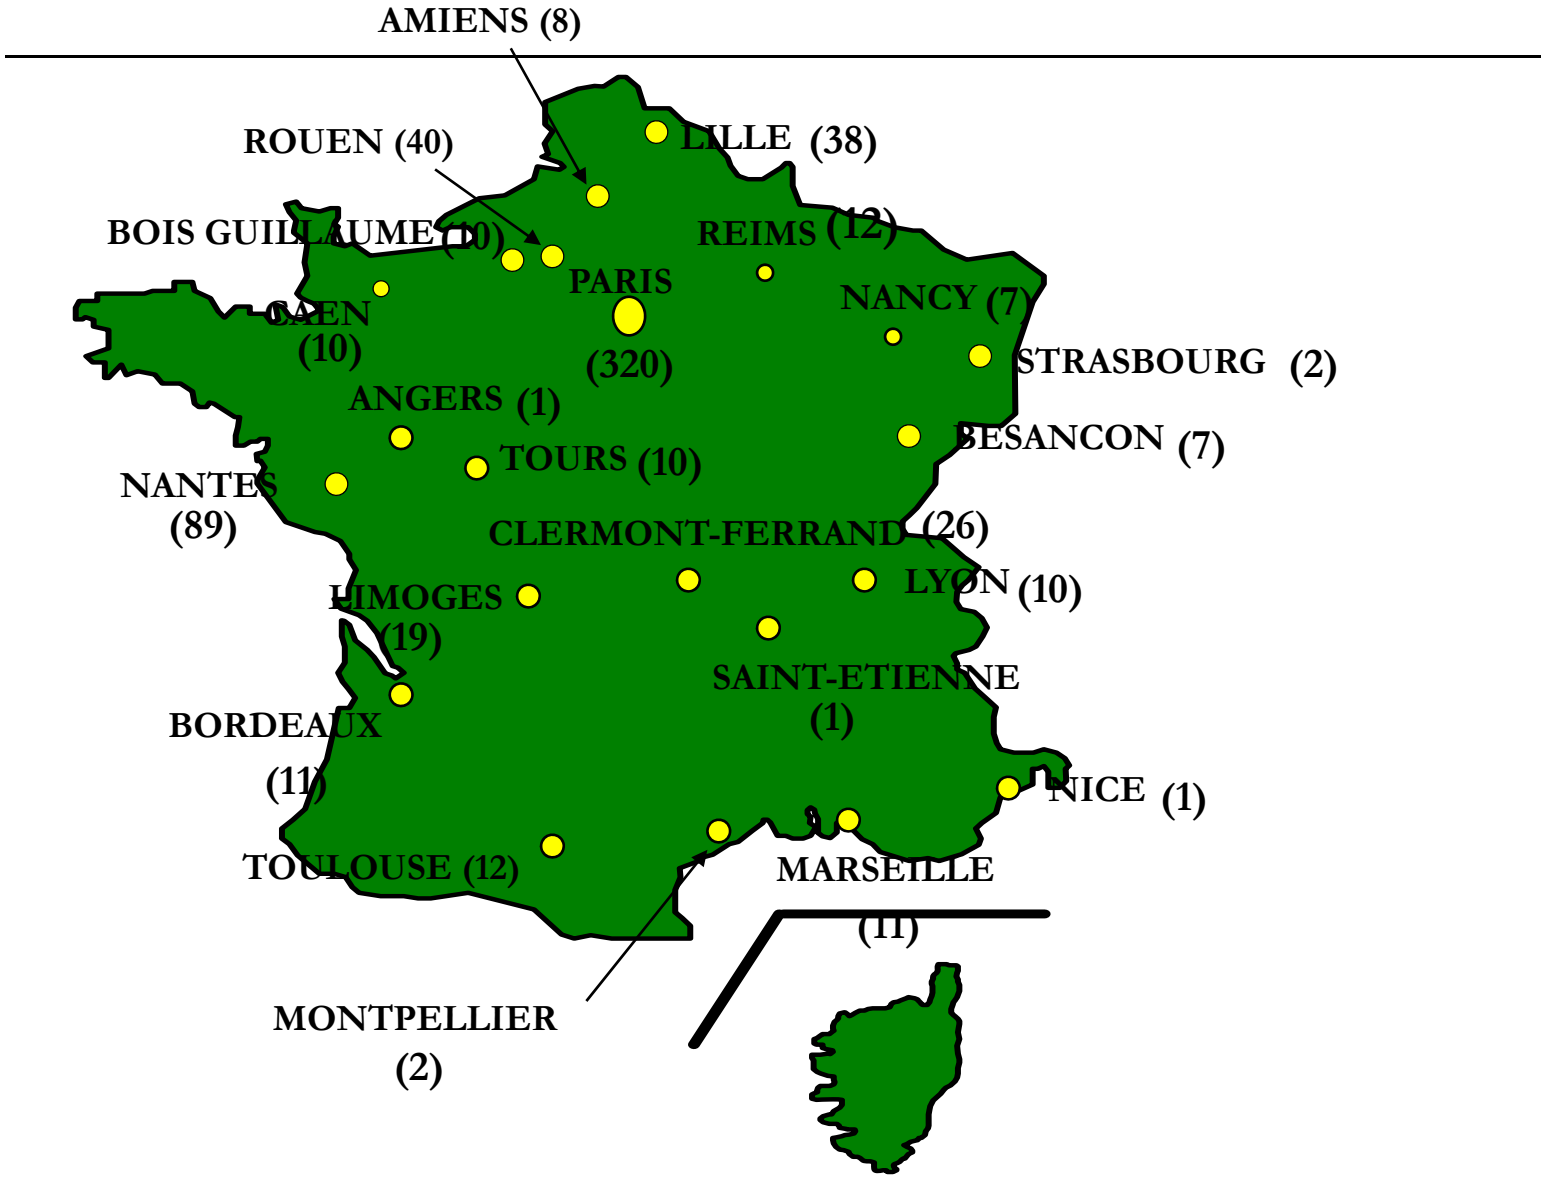 AMIENS (8)
LILLE (38)
ROUEN (40)
BOIS GUILLAUME (10)
REIMS (12)
PARIS
(320)
NANCY (7)
CAEN
(10)
STRASBOURG (2)
ANGERS (1)
BESANCON (7)
TOURS (10)
NANTES
(89)
CLERMONT-FERRAND (26)
LYON (10)
LIMOGES
(19)
SAINT-ETIENNE
(1)
BORDEAUX
(11)
NICE (1)
TOULOUSE (12)
MARSEILLE
(11)
MONTPELLIER
(2)